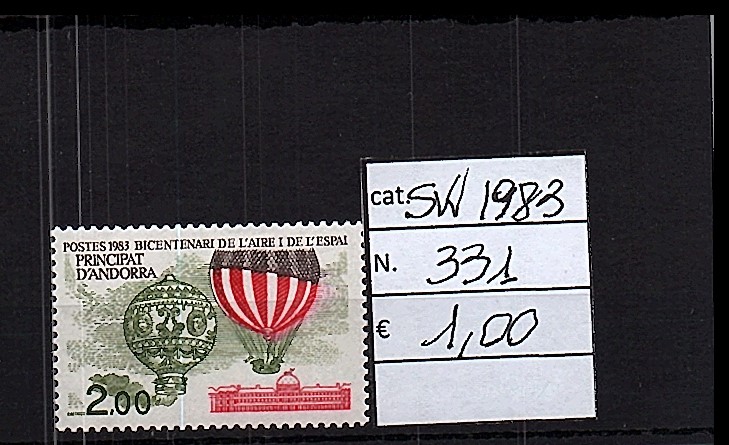 POSTES 1983 BICENTENARI DE L'AIRE I DE L'ESPAI
PRINCIPAT
D'ANDORRA
2.00
cat. SW 1983
N. 331
€ 1,00